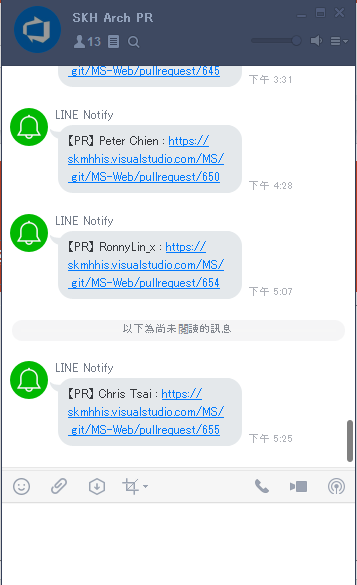 SKH Arch PR
13
_git/MS-Web/pullrequest/645
下午 3:31
LINE Notify
【PR】 Peter Chien : https://
skmhhis.visualstudio.com/MS/
_git/MS-Web/pullrequest/650
下午 4:28
LINE Notify
【PR】 RonnyLin_x : https://
skmhhis.visualstudio.com/MS/
_git/MS-Web/pullrequest/654
下午 5:07
以下為尚未閱讀的訊息
LINE Notify
【PR】 Chris Tsai : https://
skmhhis.visualstudio.com/MS/
_git/MS-Web/pullrequest/655
下午 5:25